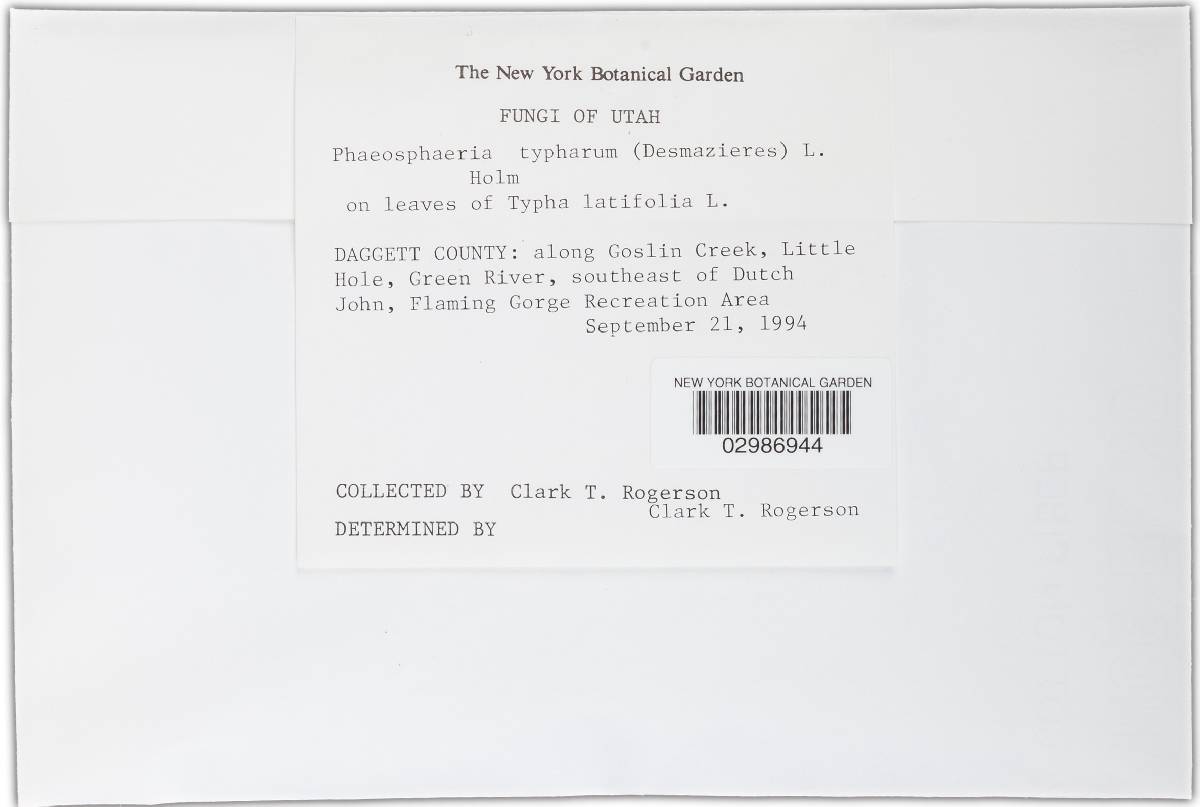 The New York Botanical Garden
FUNGI OF UTAH
Phaeosphaeria typharum (Desmazieres) L.
Holm
on leaves of Typha latifolia L.
DAGGETT COUNTY: along Goslin Creek, Little
Hole, Green River, southeast of Dutch
John, Flaming Gorge Recreation Area
September 21, 1994
NEW YORK BOTANICAL GARDEN
02986944
COLLECTED BY Clark T. Rogerson
Clark T. Rogerson
DETERMINED BY